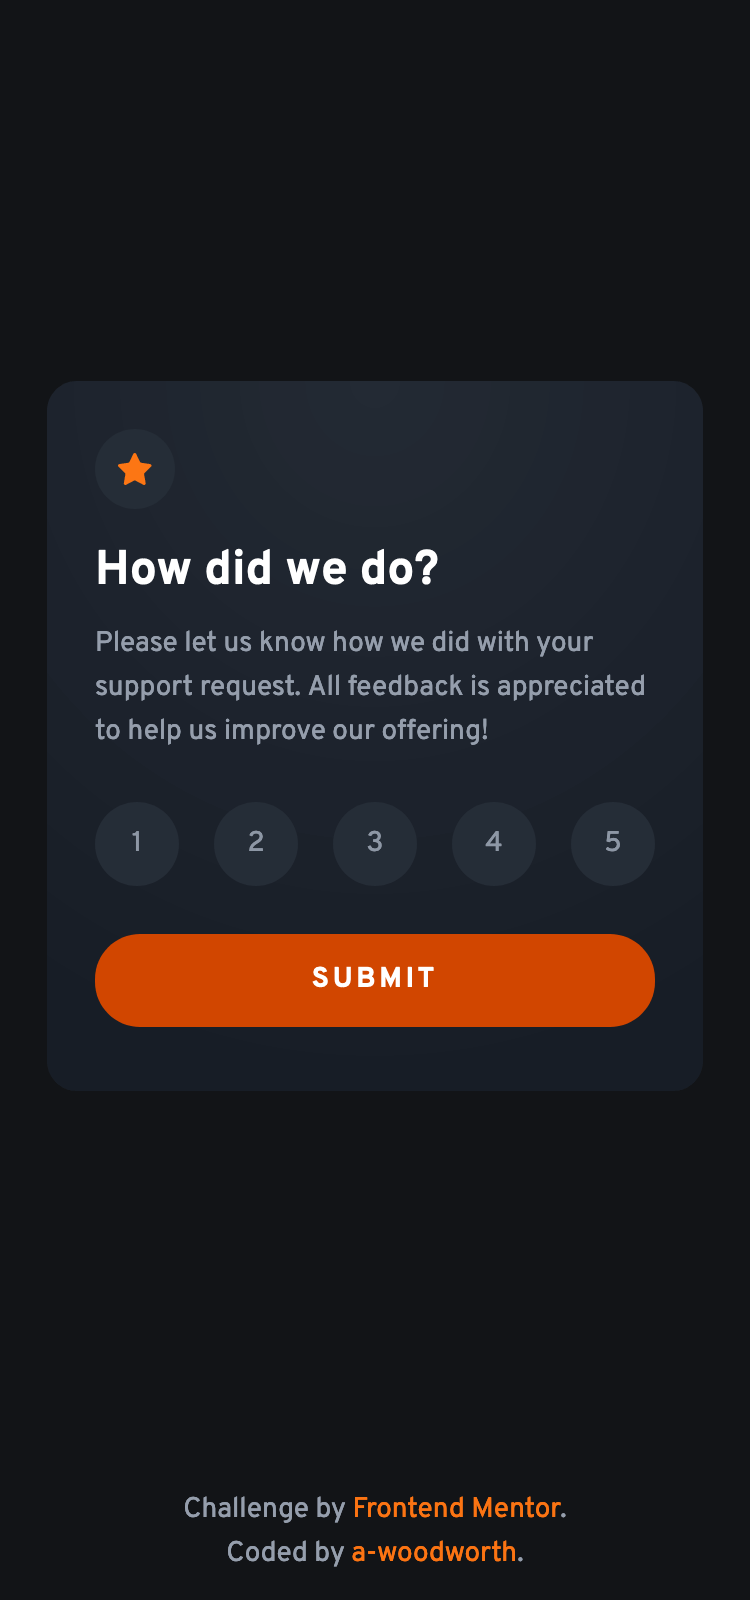 How did we do?
Please let us know how we did with your
support request. All feedback is appreciated
to help us improve our offering!
1 2 3 4 5
SUBMIT
Challenge by Frontend Mentor.
Coded by a-woodworth.